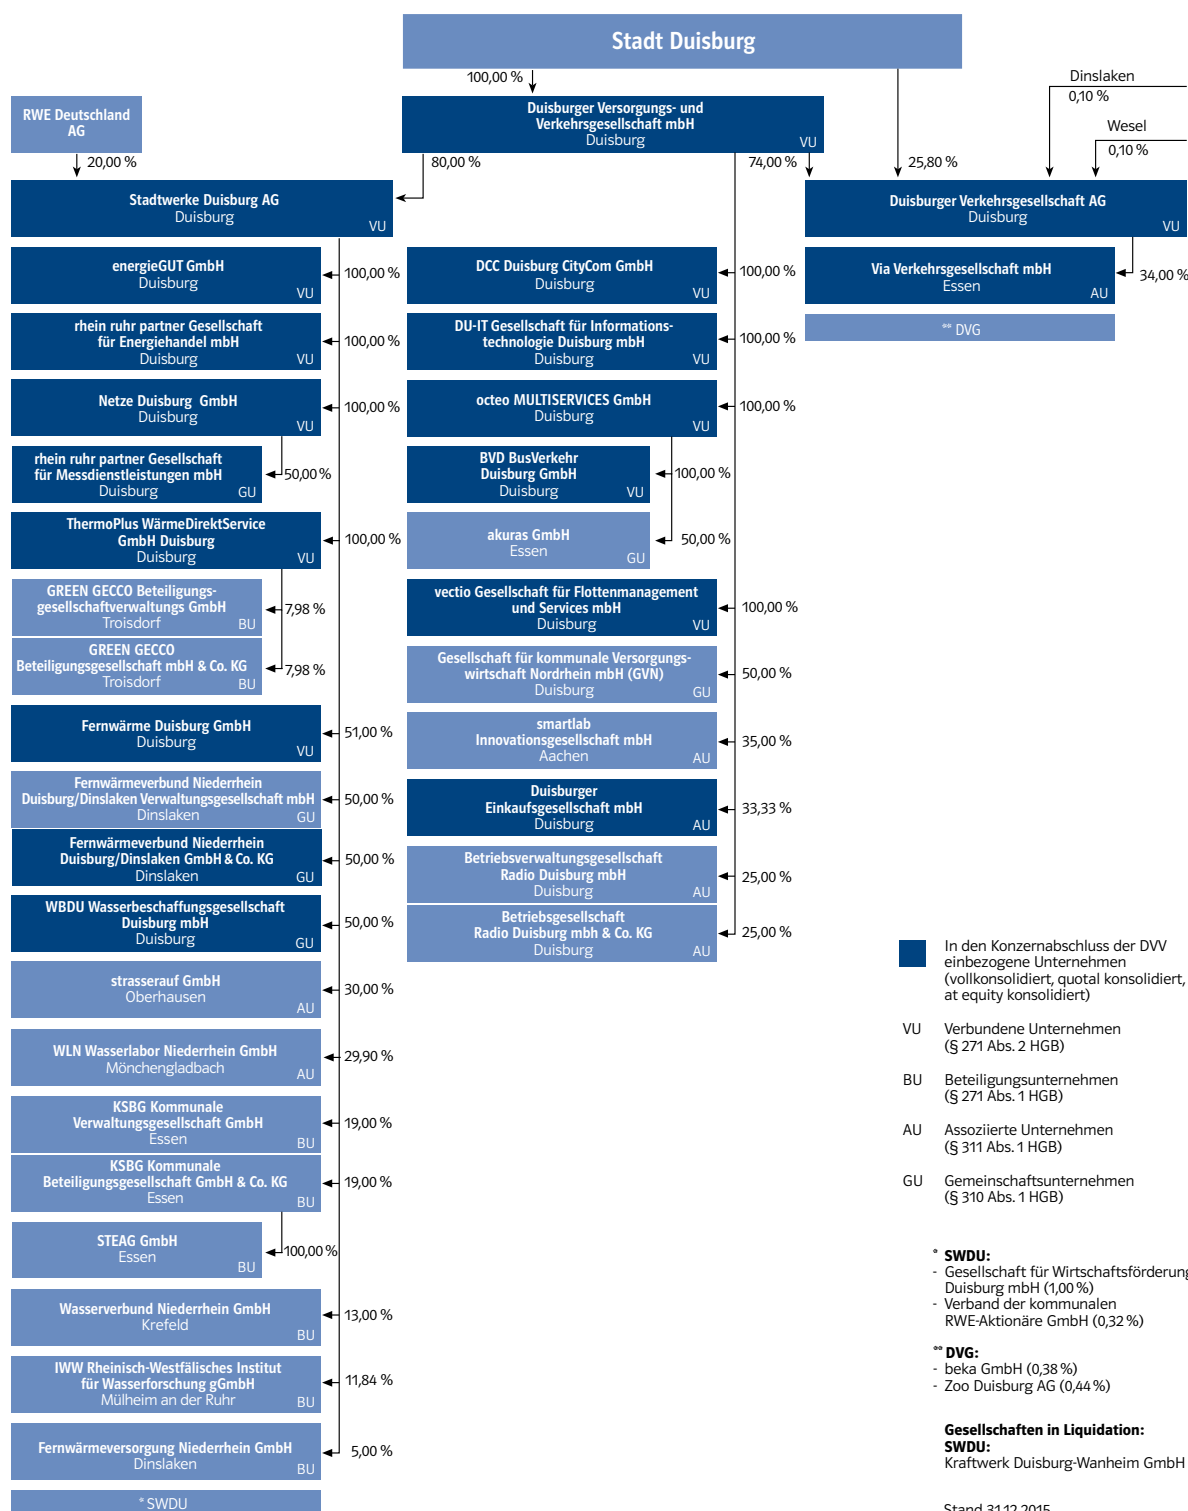 Stadt Duisburg
100,00 %
Dinslaken
0,10 %
Wesel
0,10 %
RWE Deutschland
AG
20,00 %
Duisburger Versorgungs- und
Verkehrsgesellschaft mbH
Duisburg
VU
80,00 %
74,00 %
25,80 %
Stadtwerke Duisburg AG
Duisburg
VU
Duisburger Verkehrsgesellschaft AG
Duisburg
VU
Via Verkehrsgesellschaft mbH
Essen
AU
34,00 %
** DVG
energieGUT GmbH
Duisburg
VU
100,00 %
rhein ruhr partner Gesellschaft
für Energiehandel mbH
Duisburg
VU
100,00 %
Netze Duisburg GmbH
Duisburg
VU
100,00 %
rhein ruhr partner Gesellschaft
für Messdienstleistungen mbH
Duisburg
GU
50,00 %
ThermoPlus WärmeDirektService
GmbH Duisburg
Duisburg
VU
100,00 %
GREEN GECCO Beteiligungs-
gesellschaftverwaltungs GmbH
Troisdorf
BU
7,98 %
GREEN GECCO
Beteiligungsgesellschaft mbH & Co. KG
Troisdorf
BU
7,98 %
Fernwärme Duisburg GmbH
Duisburg
VU
51,00 %
Fernwärmeverbund Niederrhein
Duisburg/Dinslaken Verwaltungsgesellschaft mbH
Dinslaken
GU
50,00 %
Fernwärmeverbund Niederrhein
Duisburg/Dinslaken GmbH & Co. KG
Dinslaken
GU
50,00 %
WBDU Wasserbeschaffungsgesellschaft
Duisburg mbH
Duisburg
GU
50,00 %
strasserauf GmbH
Oberhausen
AU
30,00 %
WLN Wasserlabor Niederrhein GmbH
Mönchengladbach
AU
29,90 %
KSBG Kommunale
Verwaltungsgesellschaft GmbH
Essen
BU
19,00 %
KSBG Kommunale
Beteiligungsgesellschaft GmbH & Co. KG
Essen
BU
19,00 %
STEAG GmbH
Essen
BU
100,00 %
Wasserverbund Niederrhein GmbH
Krefeld
BU
13,00 %
IWW Rheinisch-Westfälisches Institut
für Wasserforschung gGmbH
Mülheim an der Ruhr
BU
11,84 %
Fernwärmeversorgung Niederrhein GmbH
Dinslaken
BU
5,00 %
* SWDU
DCC Duisburg CityCom GmbH
Duisburg
VU
100,00 %
DU-IT Gesellschaft für Informations-
technologie Duisburg mbH
Duisburg
VU
100,00 %
octeo MULTISERVICES GmbH
Duisburg
VU
100,00 %
BVD BusVerkehr
Duisburg GmbH
Duisburg
VU
100,00 %
akuras GmbH
Essen
GU
50,00 %
vectio Gesellschaft für Flottenmanagement
und Services mbH
Duisburg
VU
100,00 %
Gesellschaft für kommunale Versorgungs-
wirtschaft Nordrhein mbH (GVN)
Duisburg
GU
50,00 %
smartlab
Innovationsgesellschaft mbH
Aachen
AU
35,00 %
Duisburger
Einkaufsgesellschaft mbH
Duisburg
AU
33,33 %
Betriebsverwaltungsgesellschaft
Radio Duisburg mbH
Duisburg
AU
25,00 %
Betriebsgesellschaft
Radio Duisburg mbh & Co. KG
Duisburg
AU
25,00 %
In den Konzernabschluss der DVV
einbezogene Unternehmen
(vollkonsolidiert, quotal konsolidiert,
at equity konsolidiert)
VU Verbundene Unternehmen
(§ 271 Abs. 2 HGB)
BU Beteiligungsunternehmen
(§ 271 Abs. 1 HGB)
AU Assoziierte Unternehmen
(§ 311 Abs. 1 HGB)
GU Gemeinschaftsunternehmen
(§ 310 Abs. 1 HGB)
* SWDU:
- Gesellschaft für Wirtschaftsförderung
Duisburg mbH (1,00 %)
- Verband der kommunalen
RWE-Aktionäre GmbH (0,32 %)
** DVG:
- beka GmbH (0,38 %)
- Zoo Duisburg AG (0,44 %)
Gesellschaften in Liquidation:
SWDU:
Kraftwerk Duisburg-Wanheim GmbH
Stand 31.12.2015